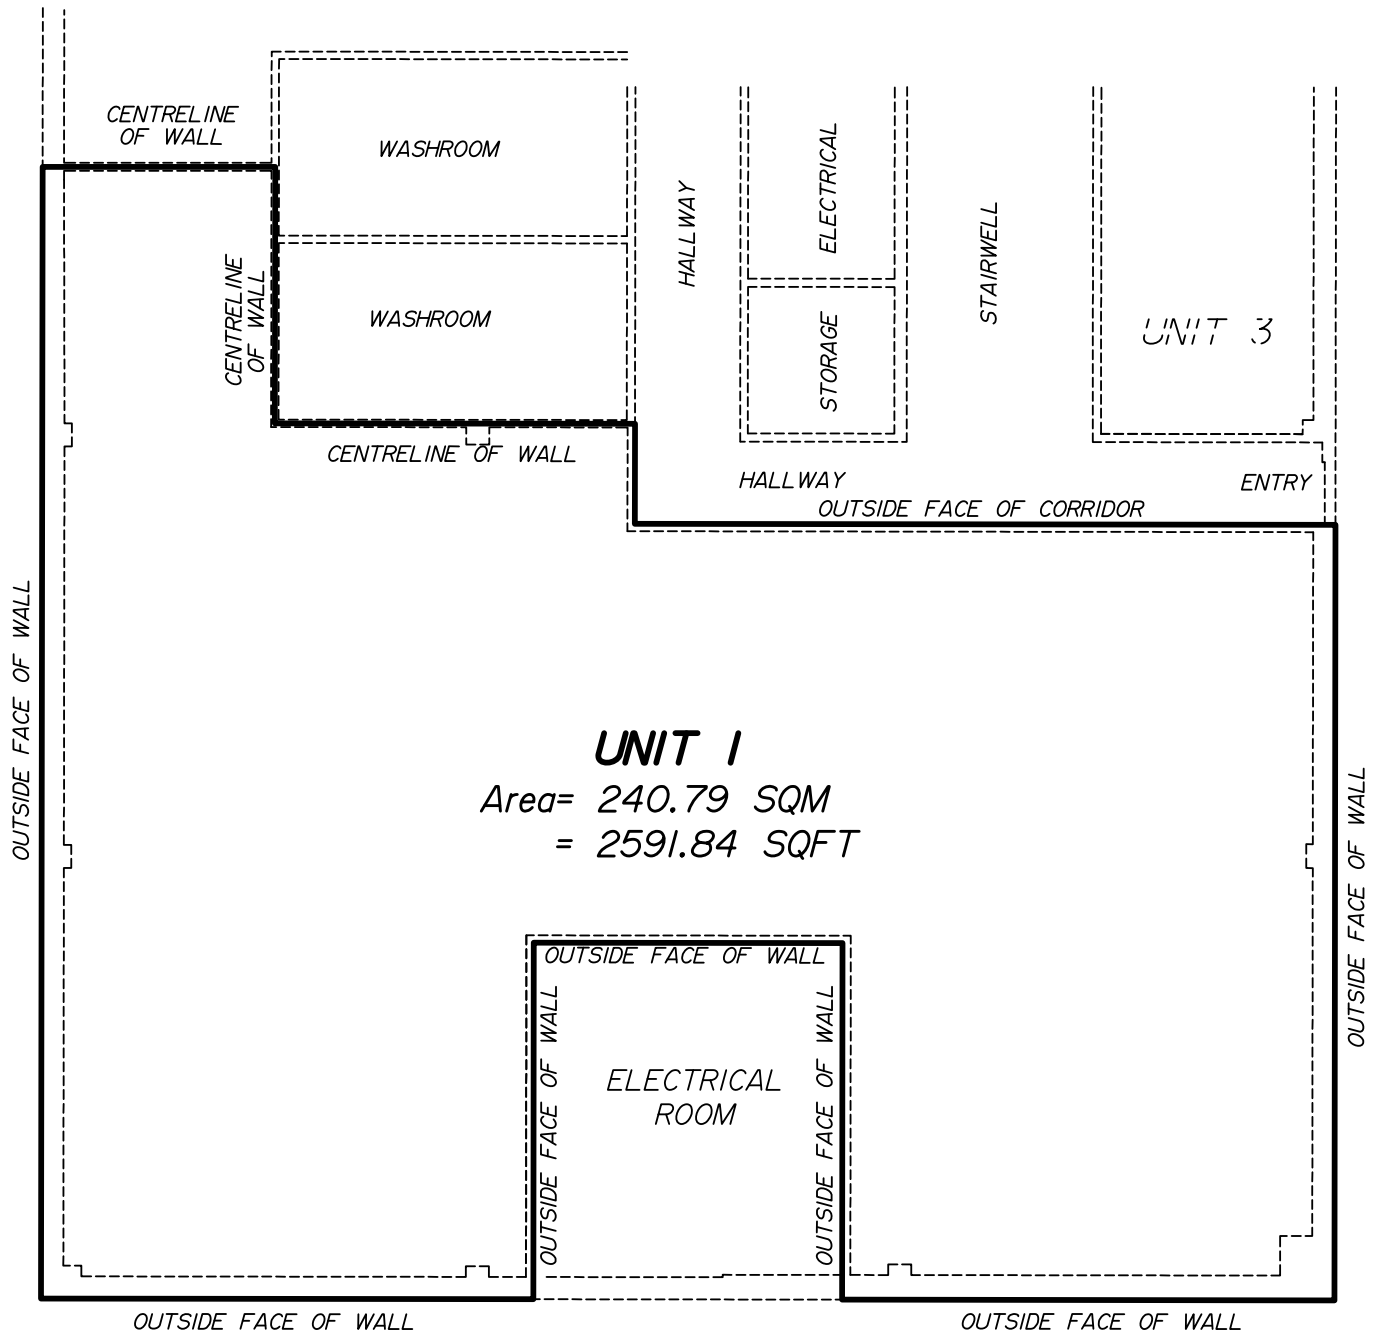 CENTRELINE
OF WALL
WASHROOM
ELECTRICAL
HALLWAY
STAIRWELL
CENTRELINE
OF WALL
WASHROOM
STORAGE
UNIT 3
CENTRELINE OF WALL
HALLWAY
ENTRY
OUTSIDE FACE OF CORRIDOR
OUTSIDE FACE OF WALL
UNIT 1
Area= 240.79 SQM
= 2591.84 SQFT
OUTSIDE FACE OF WALL
OUTSIDE FACE OF WALL
OUTSIDE FACE OF WALL
OUTSIDE FACE OF WALL
ELECTRICAL
ROOM
OUTSIDE FACE OF WALL
OUTSIDE FACE OF WALL